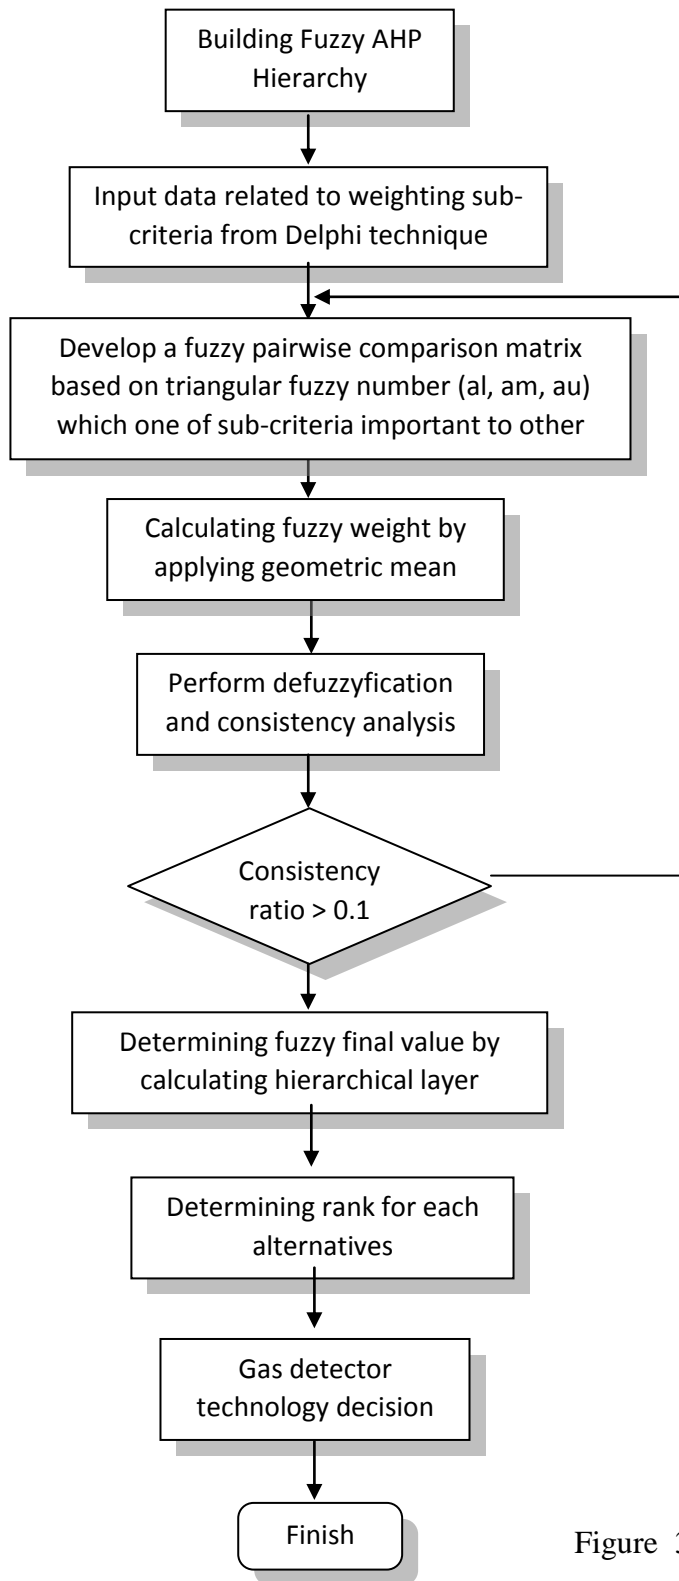 Building Fuzzy AHP
Hierarchy
Input data related to weighting sub-
criteria from Delphi technique
Develop a fuzzy pairwise comparison matrix
based on triangular fuzzy number (al, am, au)
which one of sub-criteria important to other
Calculating fuzzy weight by
applying geometric mean
Perform defuzzyfication
and consistency analysis
Consistency
ratio > 0.1
Determining fuzzy final value by
calculating hierarchical layer
Determining rank for each
alternatives
Gas detector
technology decision
Finish
Figure